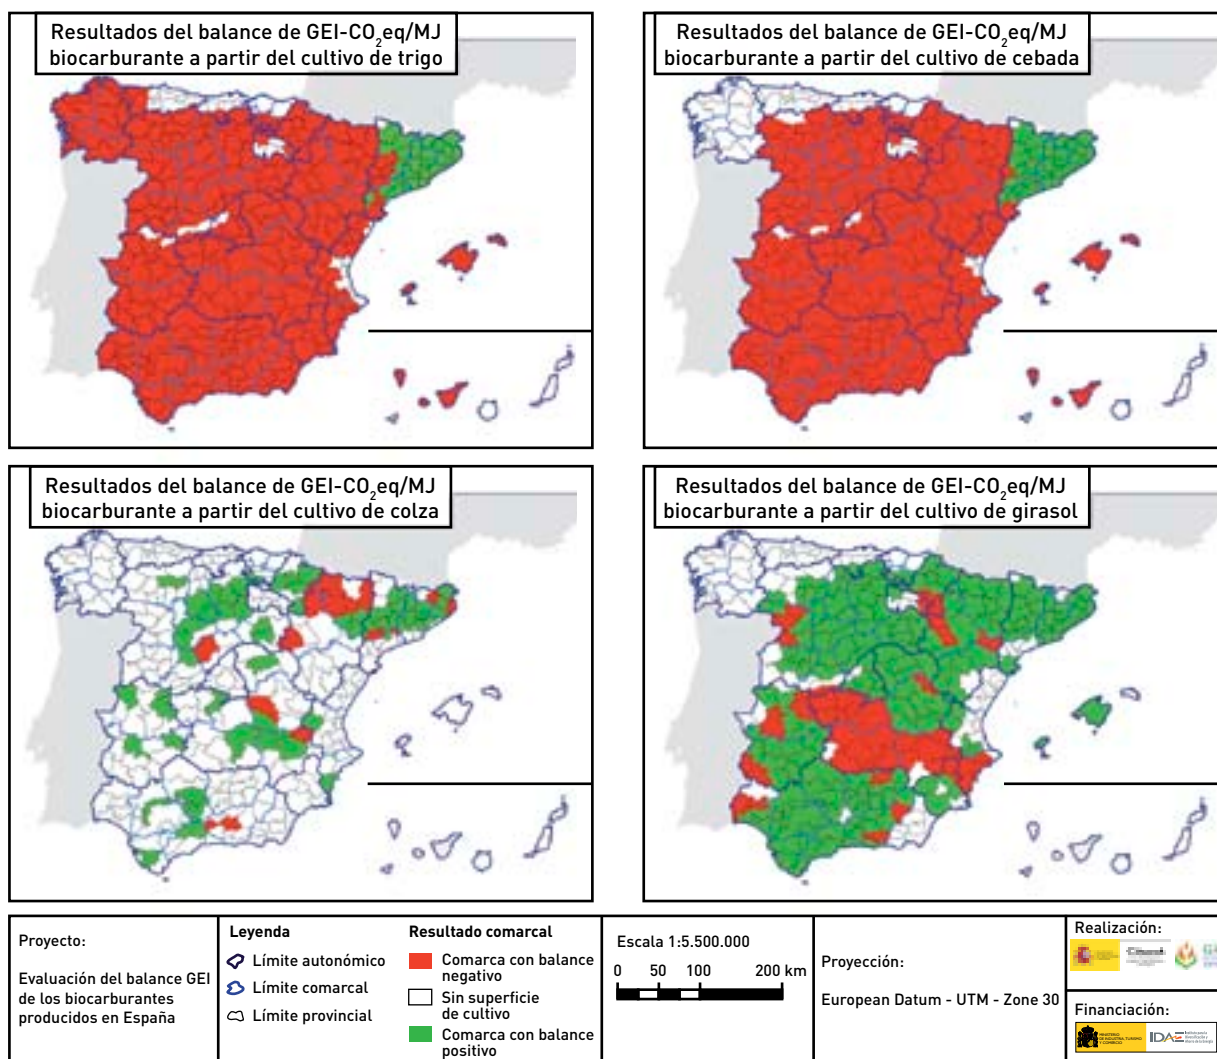 Resultados del balance de GEI-CO₂eq/MJ
biocarburante a partir del cultivo de trigo
Resultados del balance de GEI-CO₂eq/MJ
biocarburante a partir del cultivo de cebada
Resultados del balance de GEI-CO₂eq/MJ
biocarburante a partir del cultivo de colza
Resultados del balance de GEI-CO₂eq/MJ
biocarburante a partir del cultivo de girasol
Proyecto:
Evaluación del balance GEI
de los biocarburantes
producidos en España
Leyenda
Límite autonómico
Límite comarcal
Límite provincial
Resultado comarcal
Comarca con balance
negativo
Sin superficie
de cultivo
Comarca con balance
positivo
Escala 1:5.500.000
0 50 100 200 km
Proyección:
European Datum - UTM - Zone 30
Realización:
Financiación:
IDAE